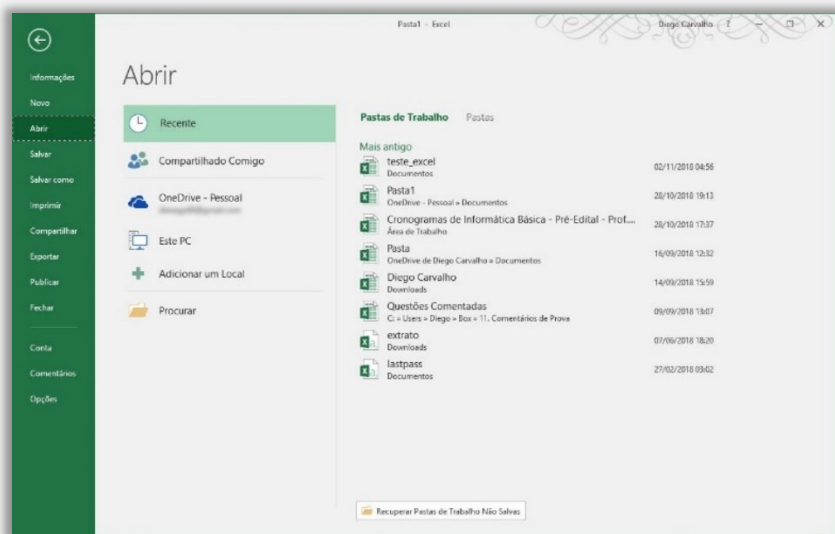 Pasta1 - Excel
Diego Carvalho ? — ❐ ✕
Informações
Novo
Abrir
Salvar
Salvar como
Imprimir
Compartilhar
Exportar
Publicar
Fechar
Conta
Comentários
Opções
Abrir
Recente
Compartilhado Comigo
OneDrive - Pessoal
Este PC
Adicionar um Local
Procurar
Pastas de Trabalho Pastas
Mais antigo
teste_excel
Documentos
02/11/2018 04:56
Pasta1
OneDrive - Pessoal » Documentos
28/10/2018 19:13
Cronogramas de Informática Básica - Pré-Edital - Prof....
Área de Trabalho
28/10/2018 17:37
Pasta
OneDrive de Diego Carvalho » Documentos
16/09/2018 12:32
Diego Carvalho
Downloads
14/09/2018 15:59
Questões Comentadas
C: » Users » Diego » Box » 11. Comentários de Prova
09/09/2018 13:07
extrato
Downloads
07/06/2018 18:20
lastpass
Documentos
27/02/2018 03:02
Recuperar Pastas de Trabalho Não Salvas